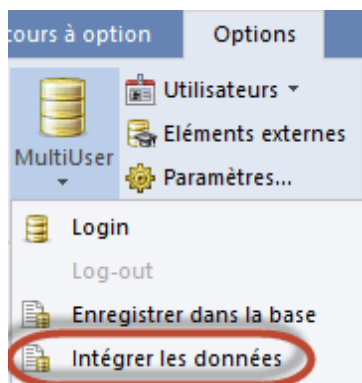 cours à option Options
Utilisateurs
Eléments externes
MultiUser
Paramètres...
Login
Log-out
Enregistrer dans la base
Intégrer les données